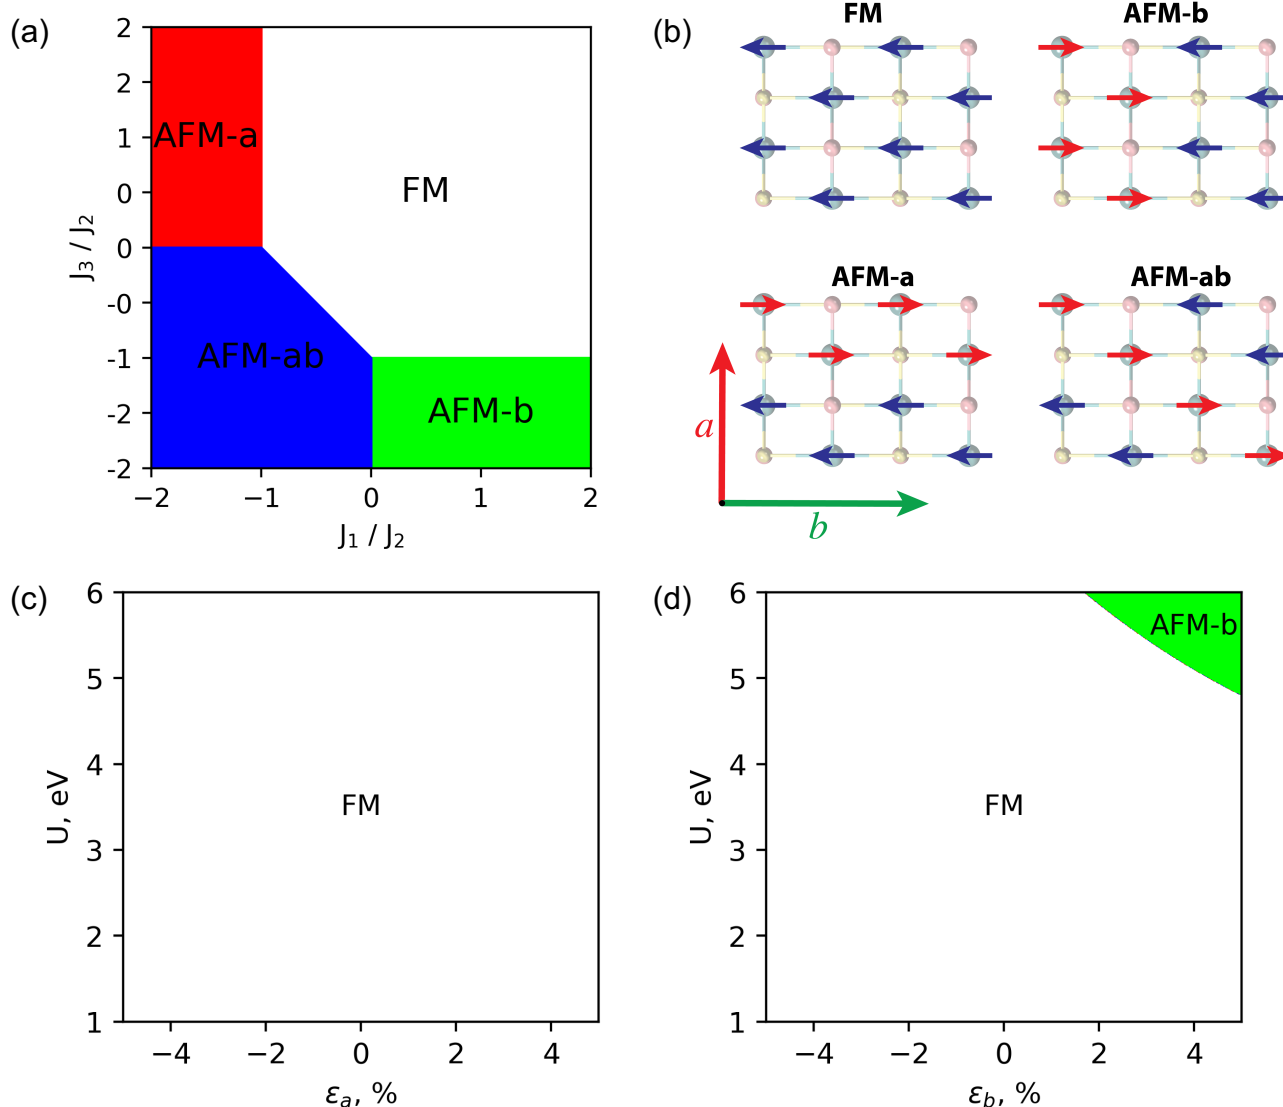 (a)
2
2
1
0
0
-0
-1
-2
-2
J₃ / J₂
AFM-a
FM
AFM-ab
AFM-b
−2 −1 0 1 2
J₁ / J₂
(b)
FM AFM-b
AFM-a AFM-ab
a
b
(c)
6
5
4
3
2
1
U, eV
FM
−4 −2 0 2 4
εₐ, %
(d)
6
5
4
3
2
1
U, eV
AFM-b
FM
−4 −2 0 2 4
ε_b, %